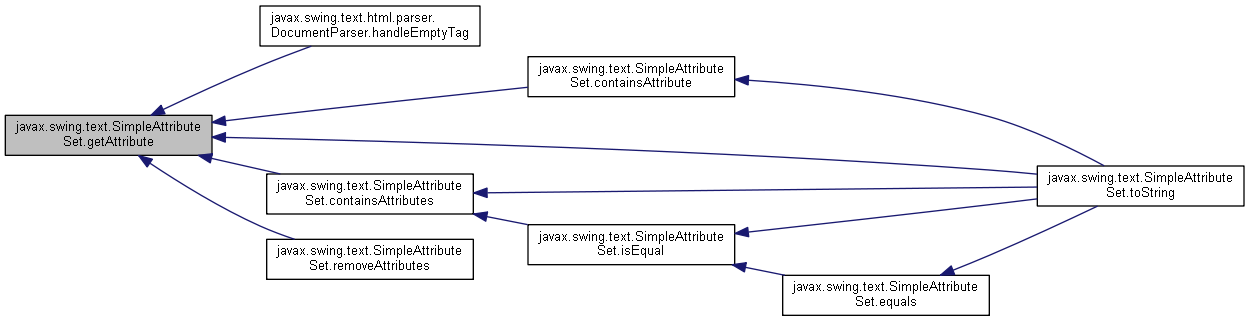 javax.swing.text.html.parser.
DocumentParser.handleEmptyTag
javax.swing.text.SimpleAttribute
Set.containsAttribute
javax.swing.text.SimpleAttribute
Set.getAttribute
javax.swing.text.SimpleAttribute
Set.toString
javax.swing.text.SimpleAttribute
Set.containsAttributes
javax.swing.text.SimpleAttribute
Set.isEqual
javax.swing.text.SimpleAttribute
Set.removeAttributes
javax.swing.text.SimpleAttribute
Set.equals